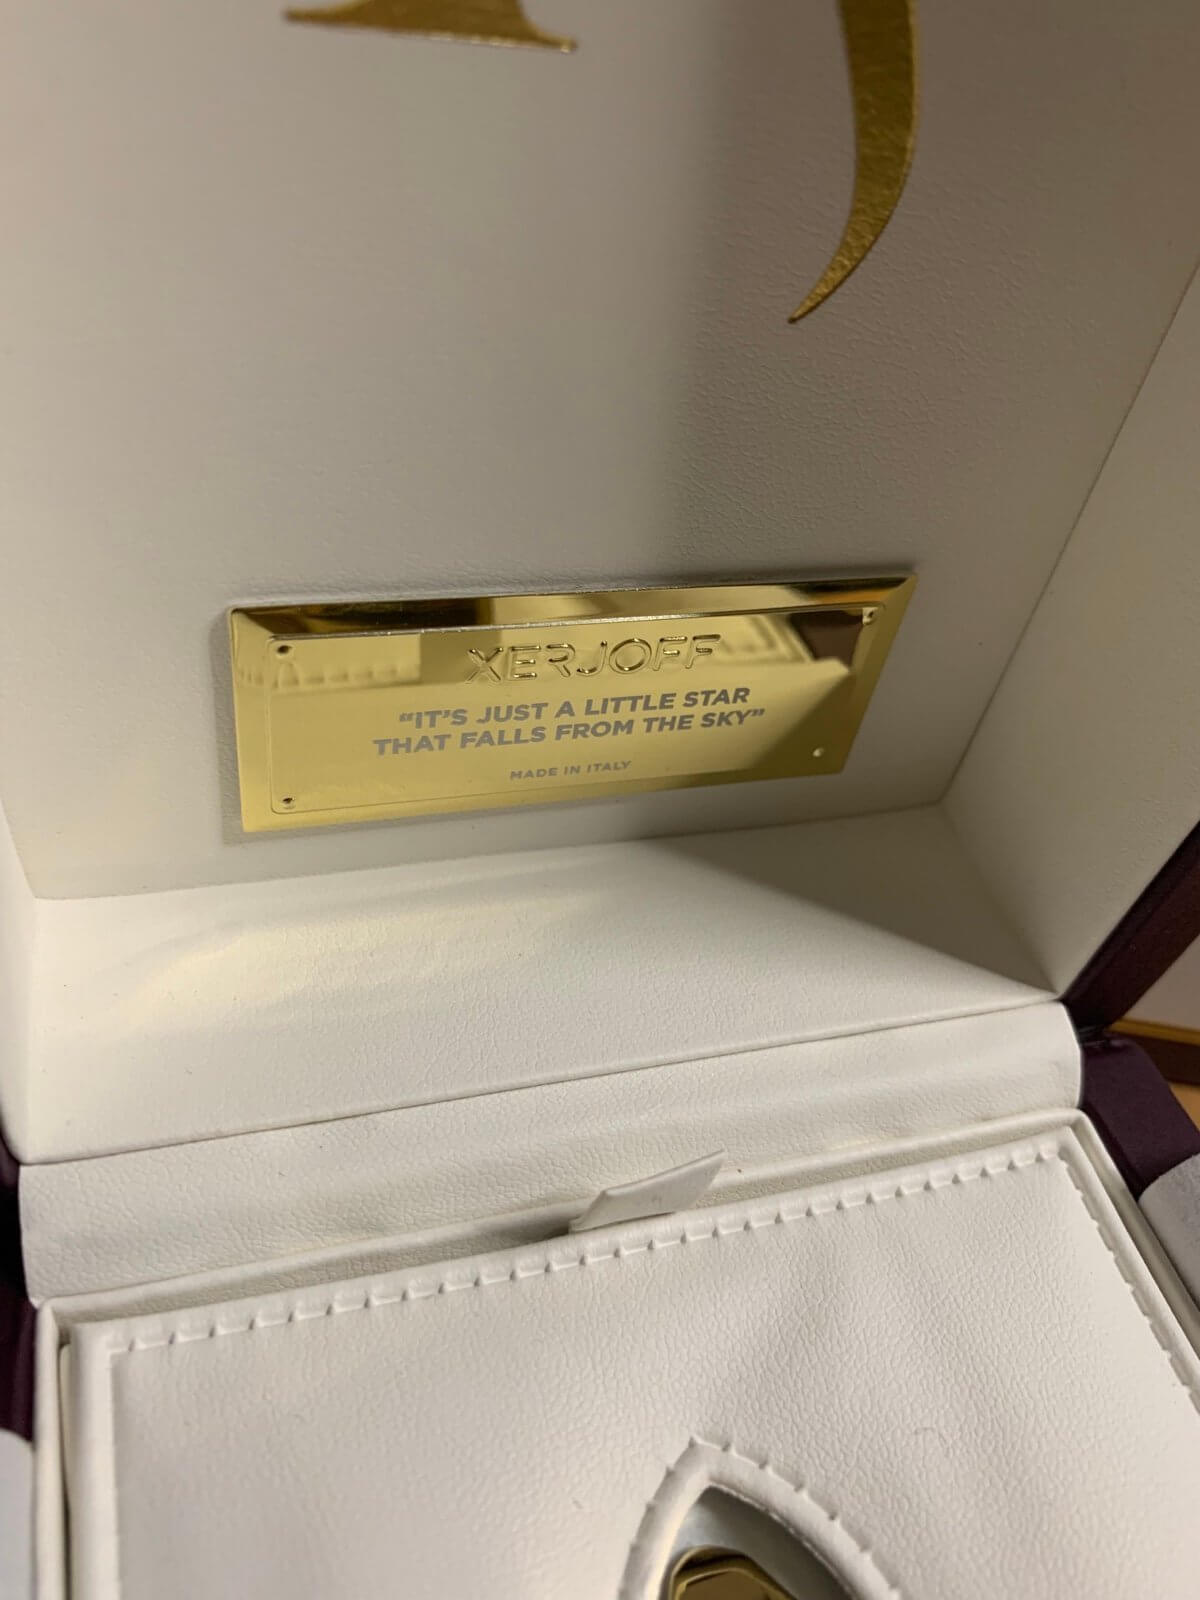 XERJOFF
"IT'S JUST A LITTLE STAR
THAT FALLS FROM THE SKY"
MADE IN ITALY